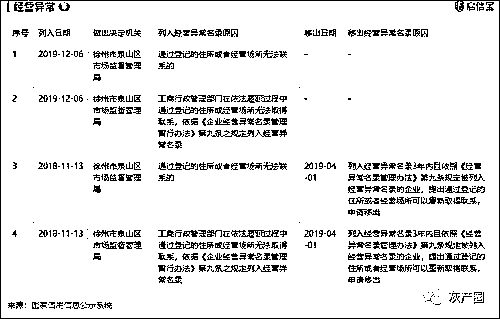 经营异常 4
启信宝
序号 列入日期 做出决定机关 列入经营异常名录原因 移出日期 移出经营异常名录原因
1 2019-12-06 徐州市泉山区 通过登记的住所或者经营场所无法联 - -
市场监督管理 系的
局
2 2019-12-06 徐州市泉山区 工商行政管理部门在依法履职过程中 - -
市场监督管理 通过登记的住所或经营场所无法取得
局 联系，依据《企业经营异常名录管理
暂行办法》第九条之规定列入经营异
常名录
3 2018-11-13 徐州市泉山区 通过登记的住所或者经营场所无法联 2019-04 列入经营异常名录3年内且依照《经
市场监督管理 系的 -01 营异常名录管理办法》第九条规定被列入
局 经营异常名录的企业，提出通过登记的
住所或者经营场所可以重新取得联系，
申请移出
4 2018-11-13 徐州市泉山区 工商行政管理部门在依法履职过程中 2019-04 列入经营异常名录3年内且依照《经
市场监督管理 通过登记的住所或经营场所无法取得 -01 营异常名录管理办法》第九条规定被列入
局 联系，依据《企业经营异常名录管理 经营异常名录的企业，提出通过登记的
暂行办法》第九条之规定列入经营异 住所或者经营场所可以重新取得联系，
常名录 申请移出
来源：国家信用信息公示系统
灰产圈